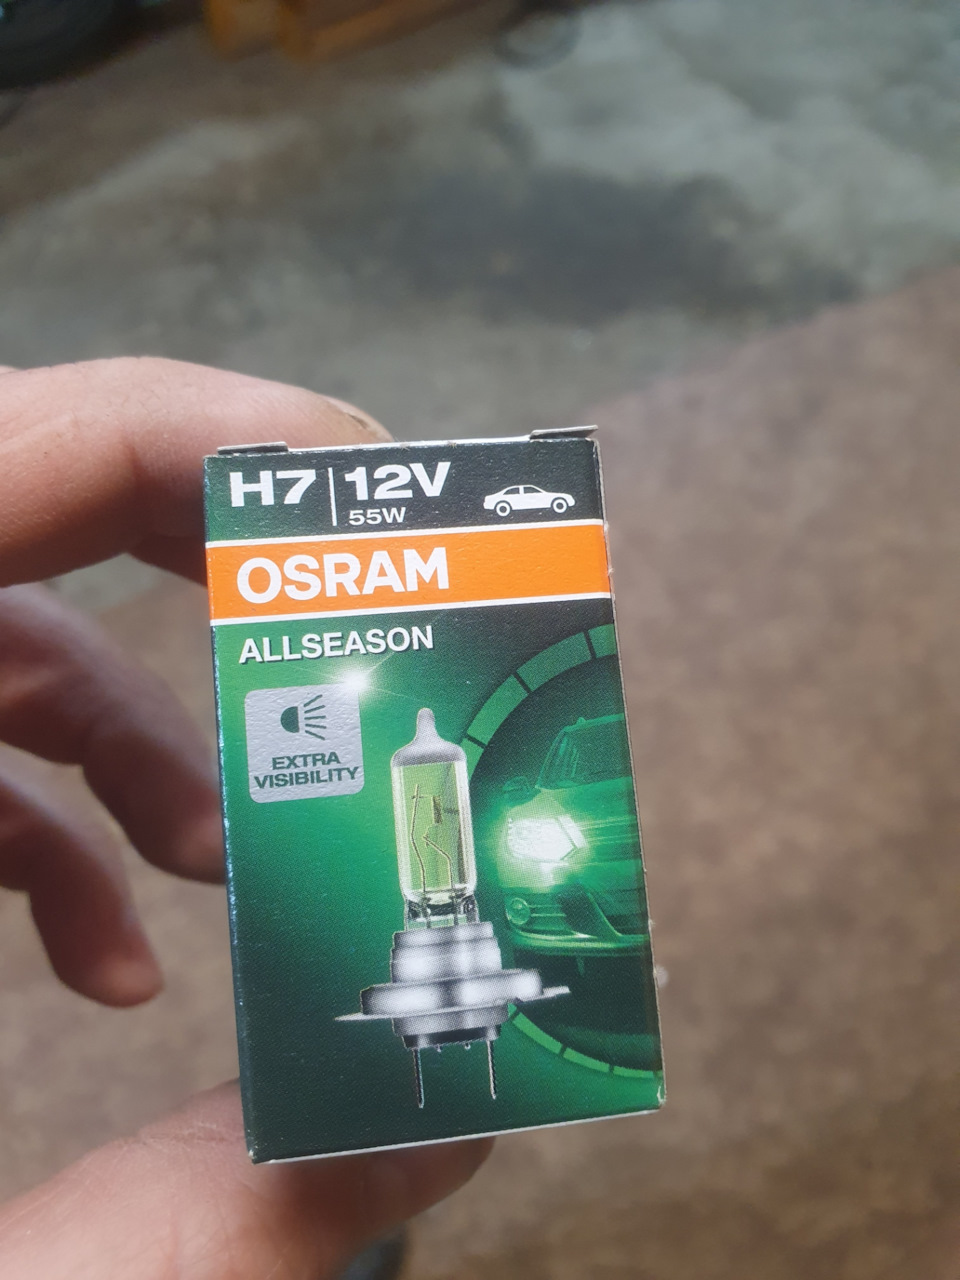 H7 | 12V
55W
OSRAM
ALLSEASON
EXTRA
VISIBILITY